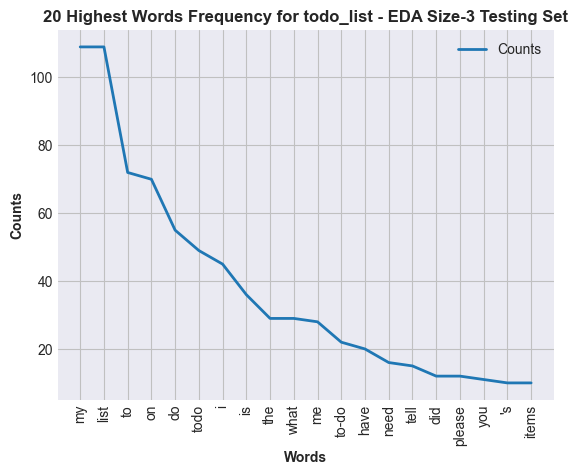 20 Highest Words Frequency for todo_list - EDA Size-3 Testing Set
Counts
Counts
100
80
60
40
20
my
list
to
on
do
todo
i
is
the
what
me
to-do
have
need
tell
did
please
you
's
items
Words